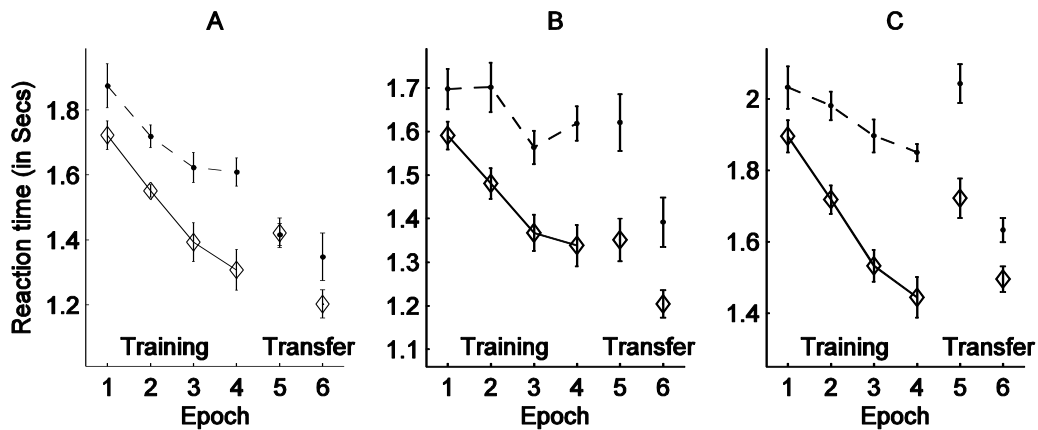 A
B
C
Reaction time (in Secs)
1.8
1.6
1.4
1.2
Training
Transfer
1 2 3 4 5 6
Epoch
1.7
1.6
1.5
1.4
1.3
1.2
1.1
Training
Transfer
1 2 3 4 5 6
Epoch
2
1.8
1.6
1.4
Training
Transfer
1 2 3 4 5 6
Epoch